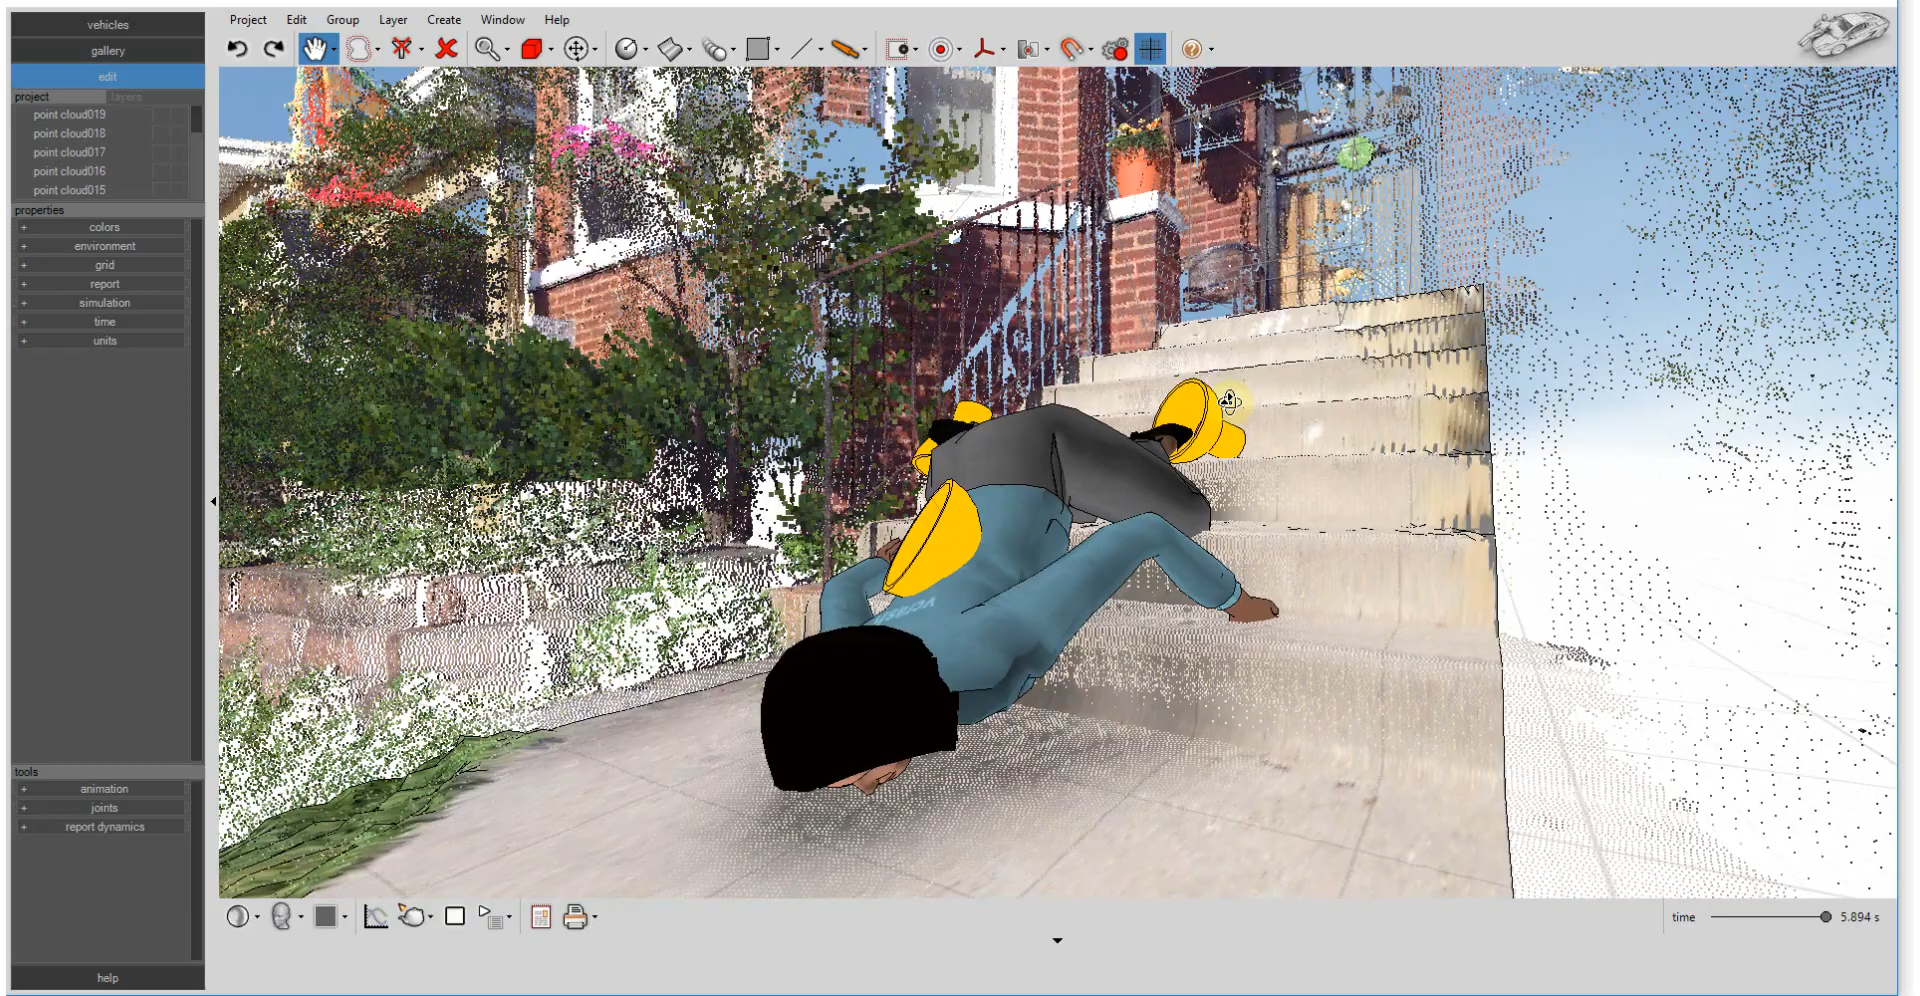 vehicles
gallery
edit
project layers
point cloud019
point cloud018
point cloud017
point cloud016
point cloud015
properties
+ colors
+ environment
+ grid
+ report
+ simulation
+ time
+ units
tools
+ animation
+ joints
+ report dynamics
help
Project Edit Group Layer Create Window Help
time 5.894 s